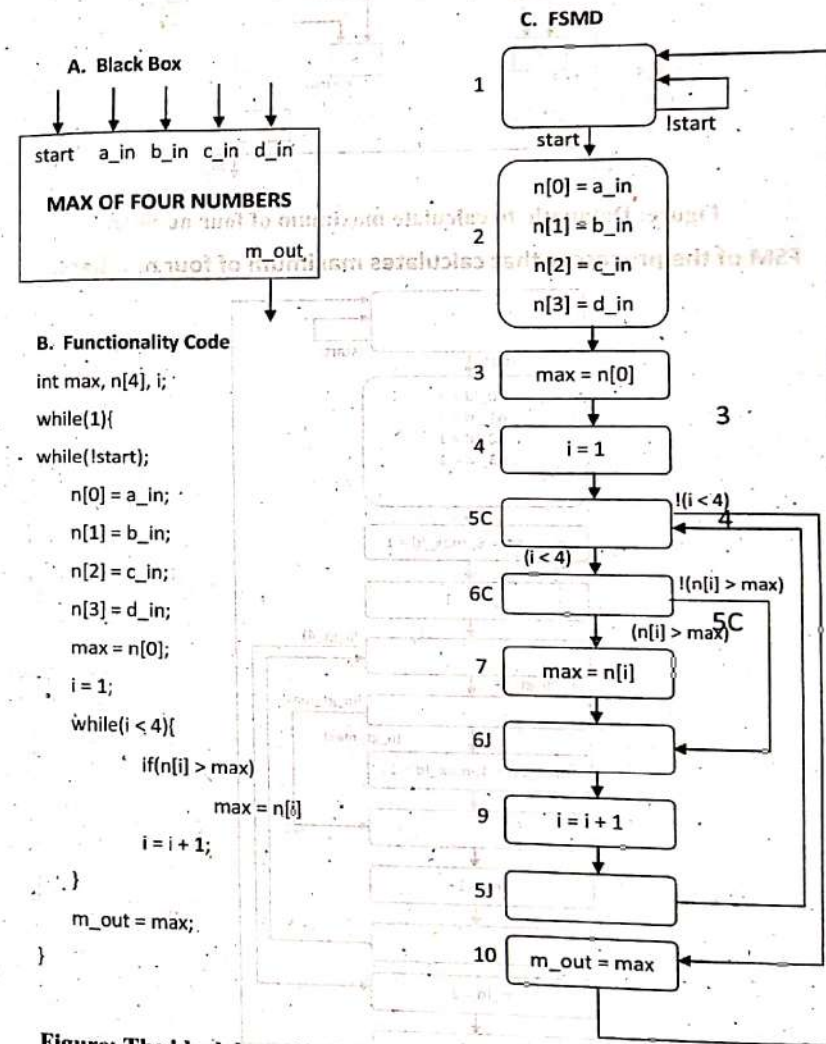 A. Black Box
start a_in b_in c_in d_in
MAX OF FOUR NUMBERS
m_out
B. Functionality Code
int max, n[4], i;
while(1){
while(!start);
n[0] = a_in;
n[1] = b_in;
n[2] = c_in;
n[3] = d_in;
max = n[0];
i = 1;
while(i < 4){
if(n[i] > max)
max = n[i]
i = i + 1;
}
m_out = max;
}
C. FSMD
1
!start
start
2
n[0] = a_in
n[1] = b_in
n[2] = c_in
n[3] = d_in
3
max = n[0]
3
4
i = 1
5C
!(i < 4)
4
(i < 4)
6C
!(n[i] > max)
5C
(n[i] > max)
7
max = n[i]
6J
9
i = i + 1
5J
10
m_out = max